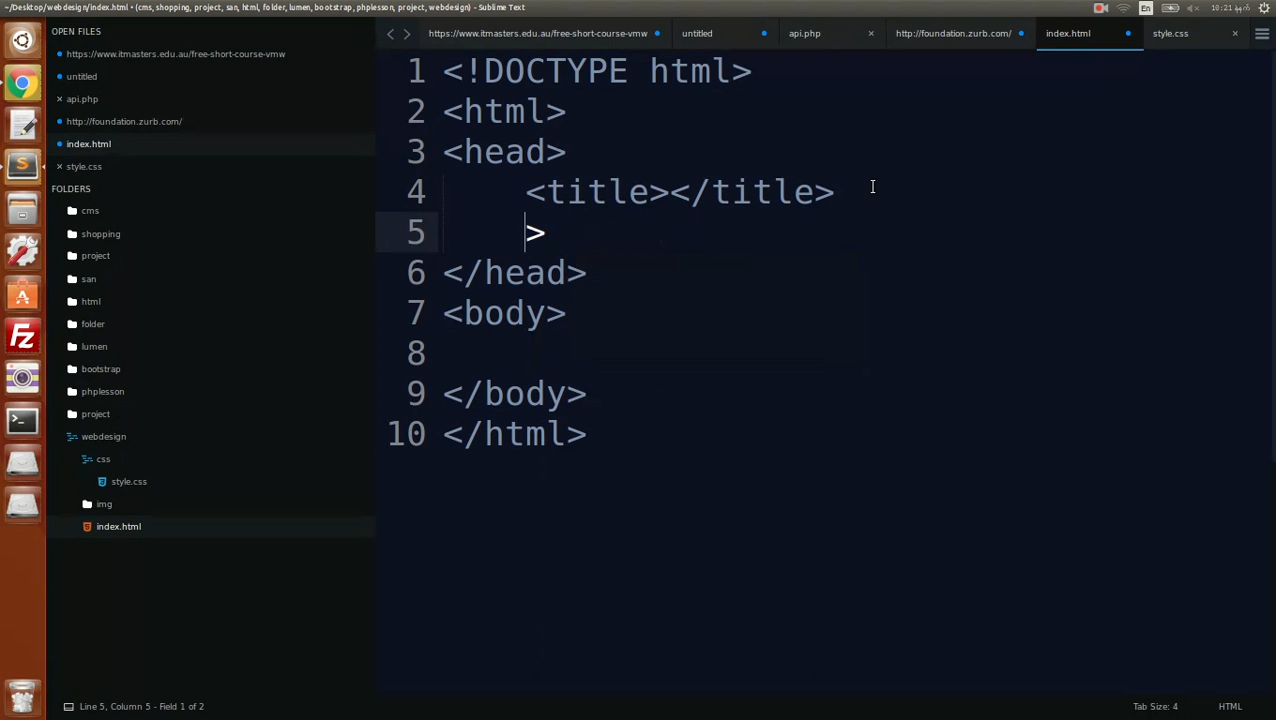 ~/Desktop/webdesign/index.html • (cms, shopping, project, san, html, folder, lumen, bootstrap, phplesson, project, webdesign) - Sublime Text
En
OPEN FILES
https://www.itmasters.edu.au/free-short-course-vmw
untitled
api.php
http://foundation.zurb.com/
index.html
style.css
FOLDERS
cms
shopping
project
san
html
folder
lumen
bootstrap
phplesson
project
webdesign
css
style.css
img
index.html
https://www.itmasters.edu.au/free-short-course-vmw
untitled
api.php
http://foundation.zurb.com/
index.html
style.css
1 <!DOCTYPE html>
2 <html>
3 <head>
4 <title></title>
5 >
6 </head>
7 <body>
8
9 </body>
10 </html>
Line 5, Column 5 - Field 1 of 2
Tab Size: 4
HTML